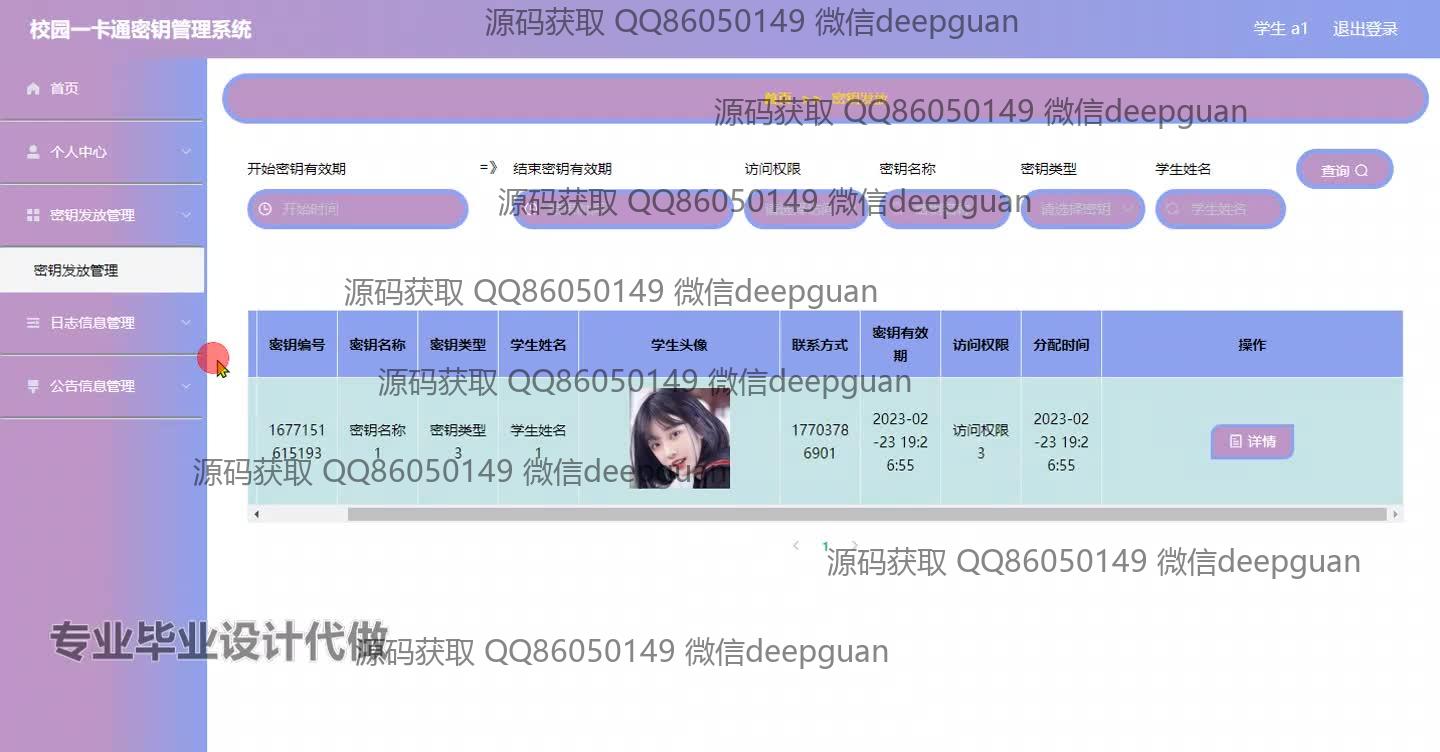 校园一卡通密钥管理系统
源码获取 QQ86050149 微信deepguan
学生 a1
退出登录
首页
个人中心
密钥发放管理
密钥发放管理
日志信息管理
公告信息管理
首页 >> 密钥发放
源码获取 QQ86050149 微信deepguan
开始密钥有效期
=》
结束密钥有效期
访问权限
密钥名称
密钥类型
学生姓名
查询
开始时间
源码获取 QQ86050149 微信deepguan
请选择密钥
学生姓名
源码获取 QQ86050149 微信deepguan
密钥编号
密钥名称
密钥类型
学生姓名
学生头像
联系方式
密钥有效
期
访问权限
分配时间
操作
源码获取 QQ86050149 微信deepguan
1677151
615193
密钥名称
1
密钥类型
3
学生姓名
1
1770378
6901
2023-02
-23 19:2
6:55
访问权限
3
2023-02
-23 19:2
6:55
详情
源码获取 QQ86050149 微信deepguan
1
源码获取 QQ86050149 微信deepguan
专业毕业设计代做
源码获取 QQ86050149 微信deepguan